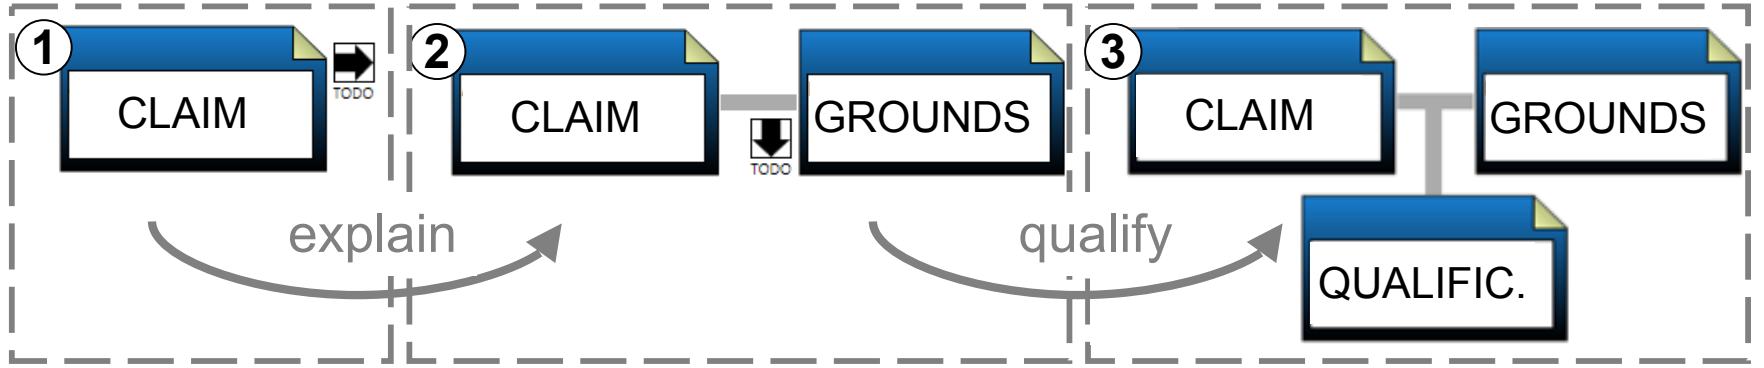 1
CLAIM
TODO
explain
2
CLAIM
GROUNDS
TODO
qualify
3
CLAIM
GROUNDS
QUALIFIC.